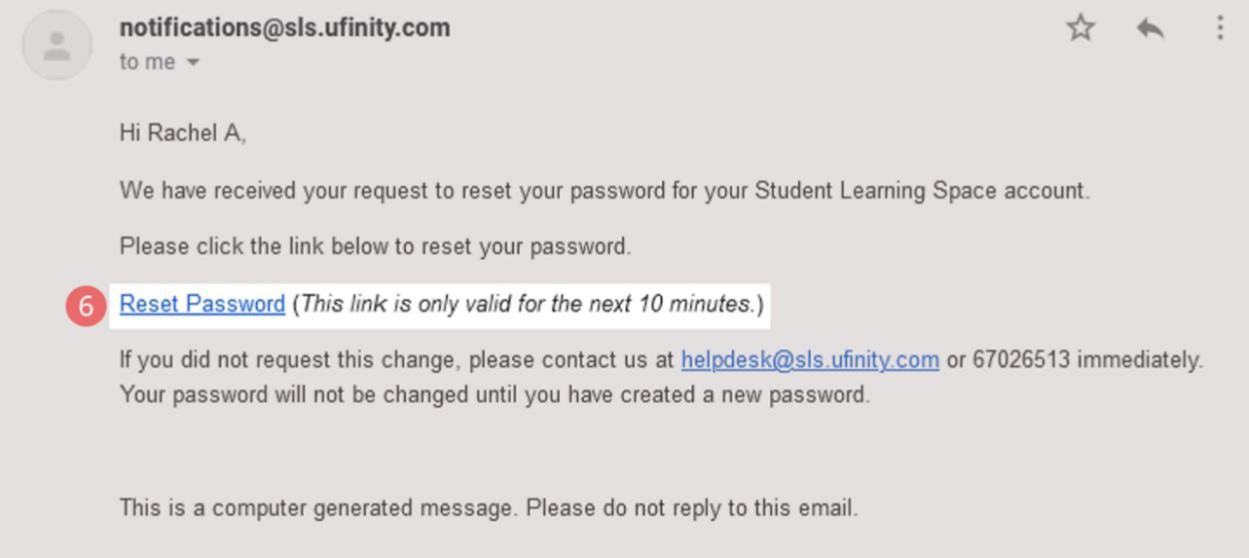 notifications@sls.ufinity.com
to me
Hi Rachel A,
We have received your request to reset your password for your Student Learning Space account.
Please click the link below to reset your password.
6 Reset Password (This link is only valid for the next 10 minutes.)
If you did not request this change, please contact us at helpdesk@sls.ufinity.com or 67026513 immediately.
Your password will not be changed until you have created a new password.
This is a computer generated message. Please do not reply to this email.